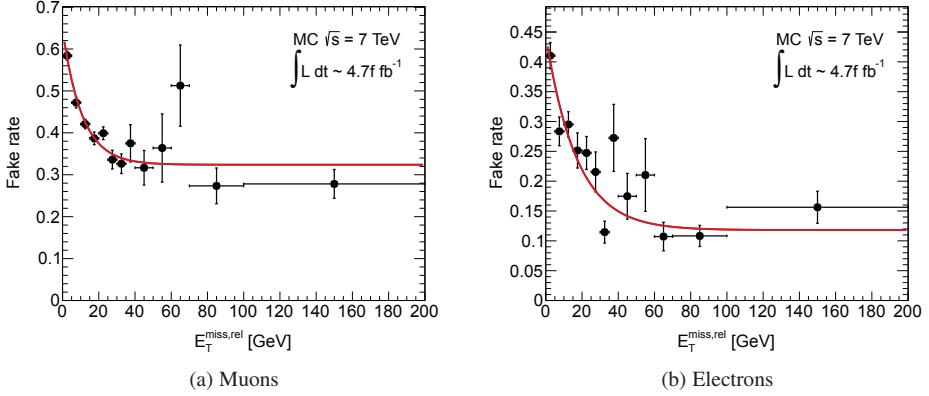 MC √s = 7 TeV
∫ L dt ~ 4.7f fb⁻¹
Fake rate
0.7
0.6
0.5
0.4
0.3
0.2
0.1
0
0 20 40 60 80 100 120 140 160 180 200
E_T^miss,rel [GeV]
(a) Muons
MC √s = 7 TeV
∫ L dt ~ 4.7f fb⁻¹
Fake rate
0.45
0.4
0.35
0.3
0.25
0.2
0.15
0.1
0.05
0
0 20 40 60 80 100 120 140 160 180 200
E_T^miss,rel [GeV]
(b) Electrons